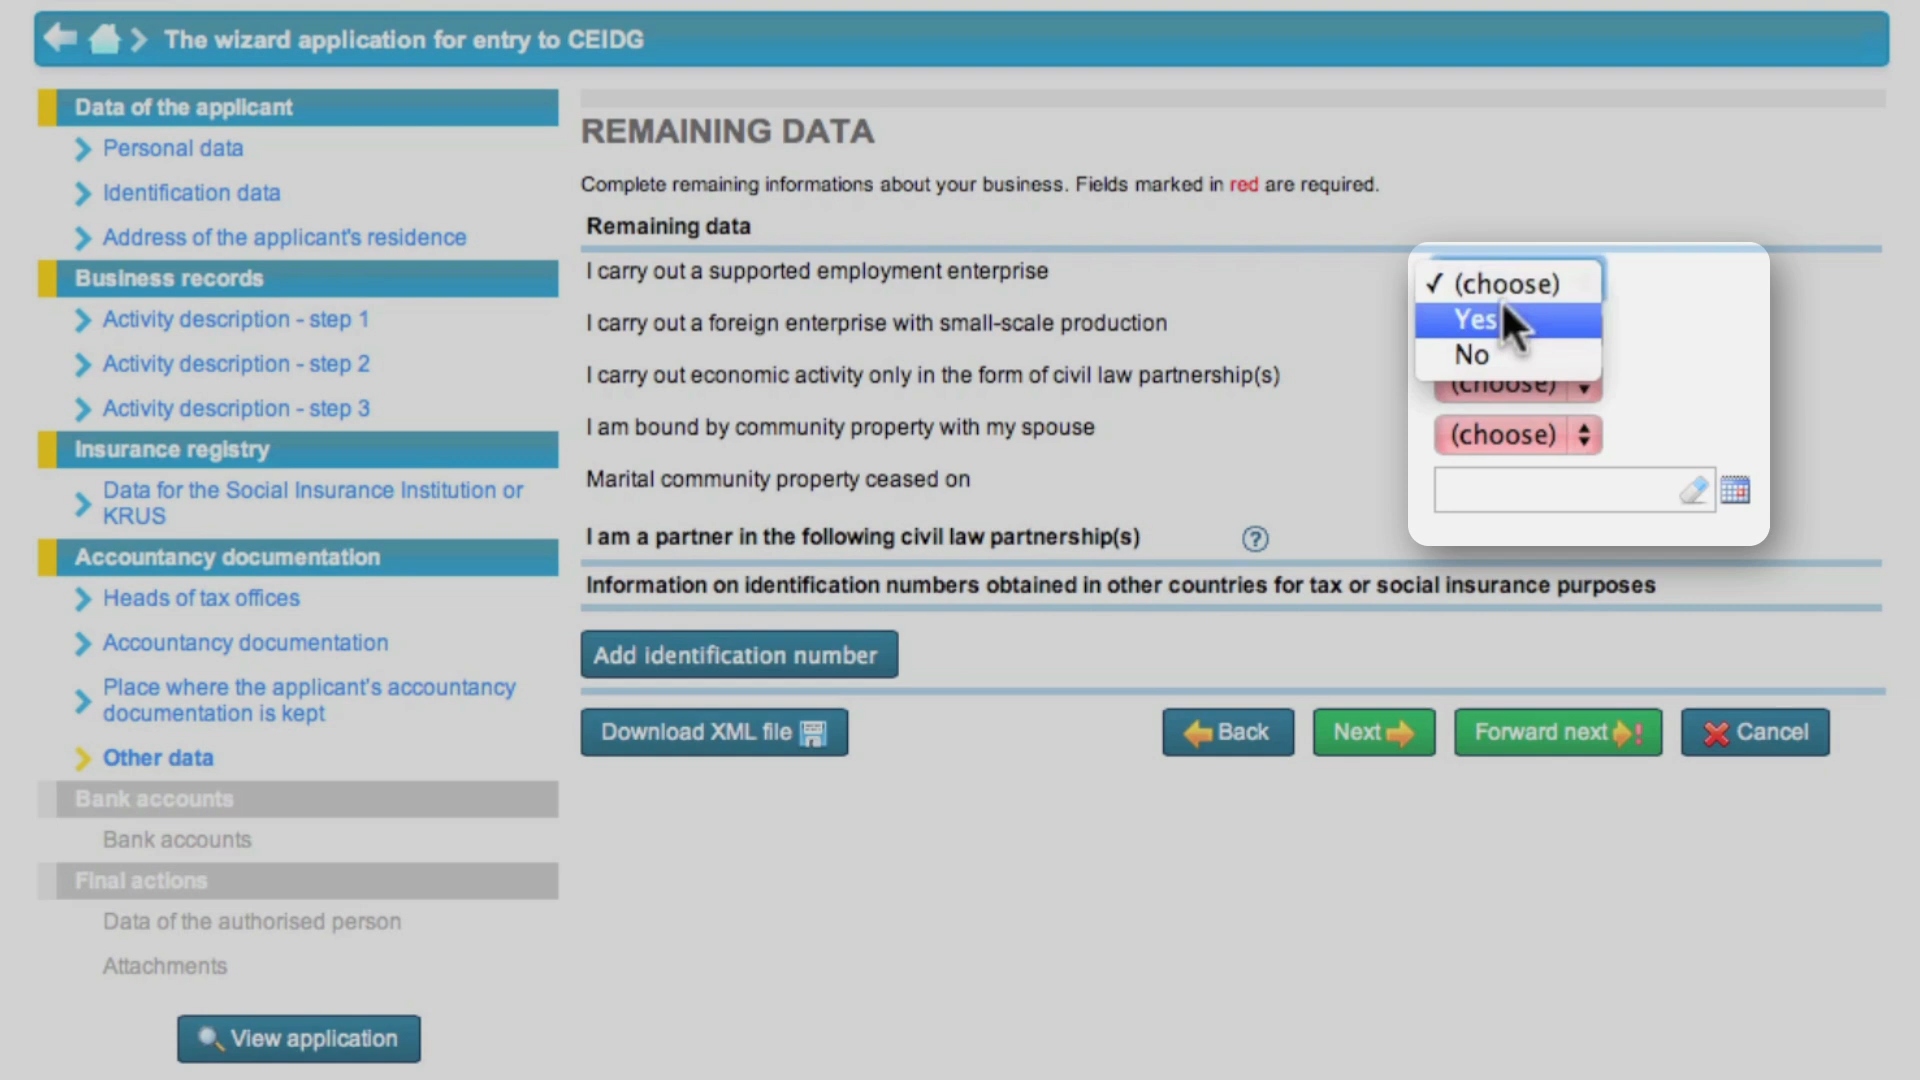 The wizard application for entry to CEIDG
Data of the applicant
Personal data
Identification data
Address of the applicant's residence
Business records
Activity description - step 1
Activity description - step 2
Activity description - step 3
Insurance registry
Data for the Social Insurance Institution or
KRUS
Accountancy documentation
Heads of tax offices
Accountancy documentation
Place where the applicant's accountancy
documentation is kept
Other data
Bank accounts
Bank accounts
Final actions
Data of the authorised person
Attachments
View application
REMAINING DATA
Complete remaining informations about your business. Fields marked in red are required.
Remaining data
I carry out a supported employment enterprise
✓ (choose)
Yes
No
I carry out a foreign enterprise with small-scale production
I carry out economic activity only in the form of civil law partnership(s)
(choose)
I am bound by community property with my spouse
(choose)
Marital community property ceased on
I am a partner in the following civil law partnership(s) ?
Information on identification numbers obtained in other countries for tax or social insurance purposes
Add identification number
Download XML file
Back
Next
Forward next !
Cancel